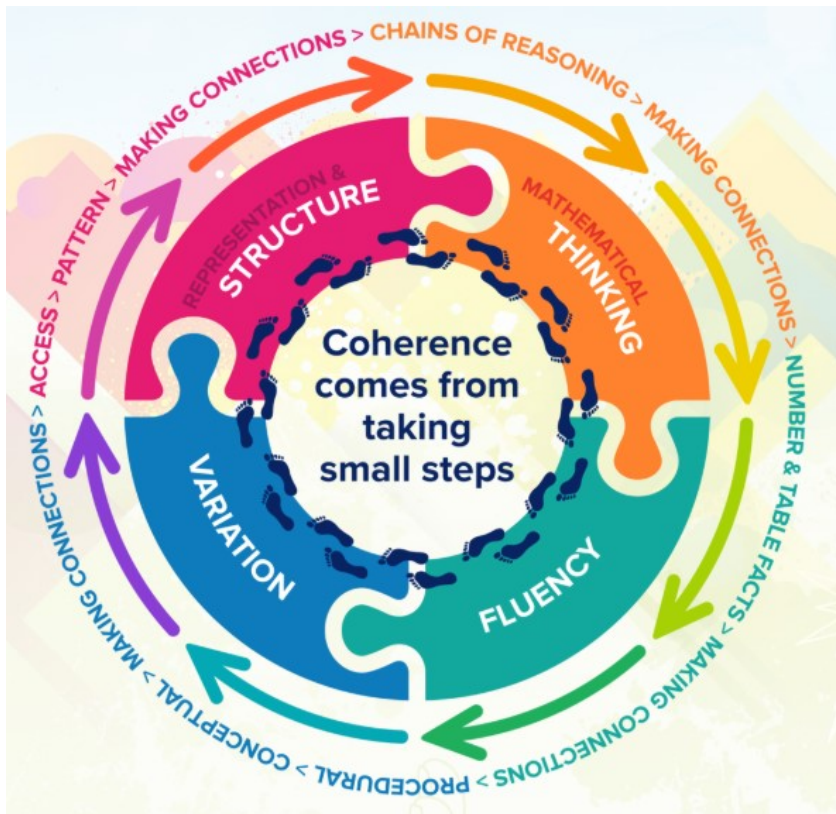 ACCESS > PATTERN > MAKING CONNECTIONS > CHAINS OF REASONING > MAKING CONNECTIONS > NUMBER & TABLE FACTS > MAKING CONNECTIONS > PROCEDURAL > CONCEPTUAL > MAKING CONNECTIONS >
REPRESENTATION &
STRUCTURE
MATHEMATICAL
THINKING
Coherence
comes from
taking
small steps
VARIATION
FLUENCY